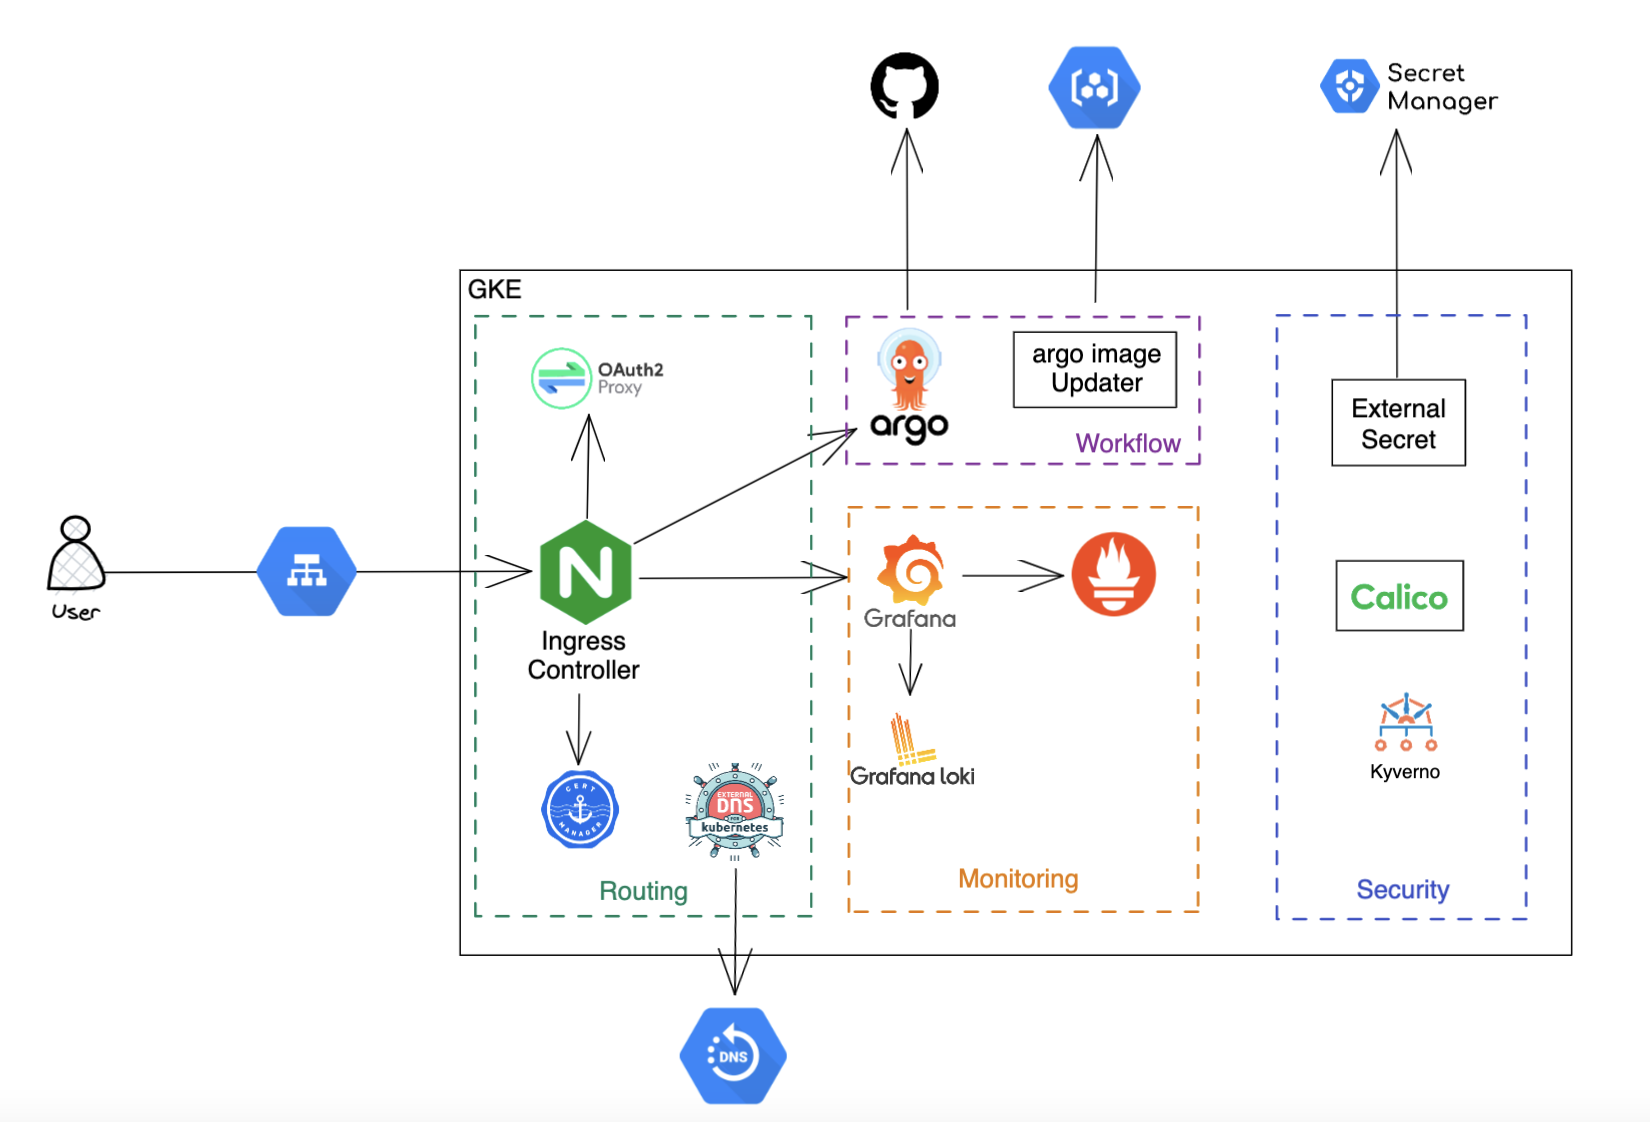 Secret
Manager
GKE
OAuth2
Proxy
argo
argo image
Updater
Workflow
External
Secret
User
Ingress
Controller
Grafana
Calico
CERT
MANAGER
EXTERNAL
DNS
FOR
kubernetes
Grafana loki
Kyverno
Routing
Monitoring
Security
DNS